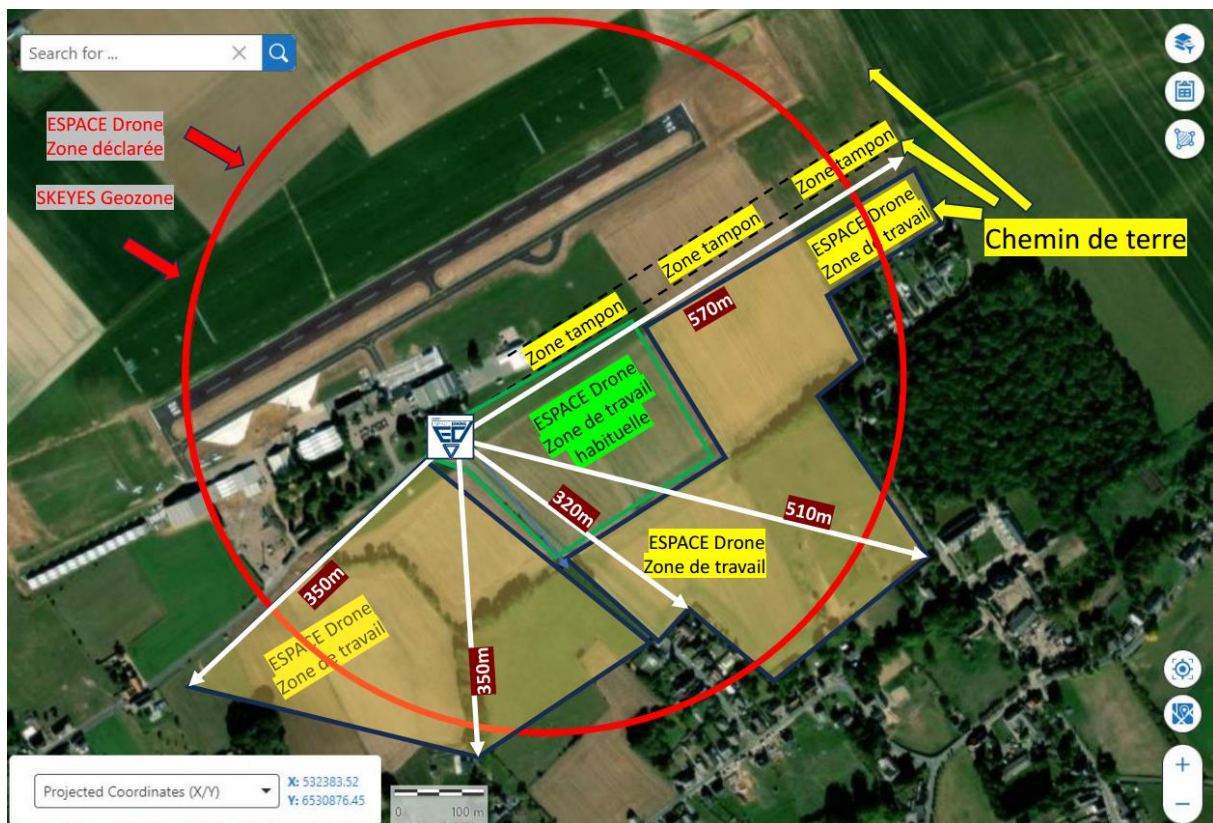 Search for ...
ESPACE Drone
Zone déclarée
SKEYES Geozone
Zone tampon
Zone tampon
Zone tampon
ESPACE Drone
Zone de travail
Chemin de terre
570m
ESPACE Drone
Zone de travail
habituelle
320m
510m
ESPACE Drone
Zone de travail
350m
ESPACE Drone
Zone de travail
350m
Projected Coordinates (X/Y)
X: 532383.52
Y: 6530876.45
0 100 m